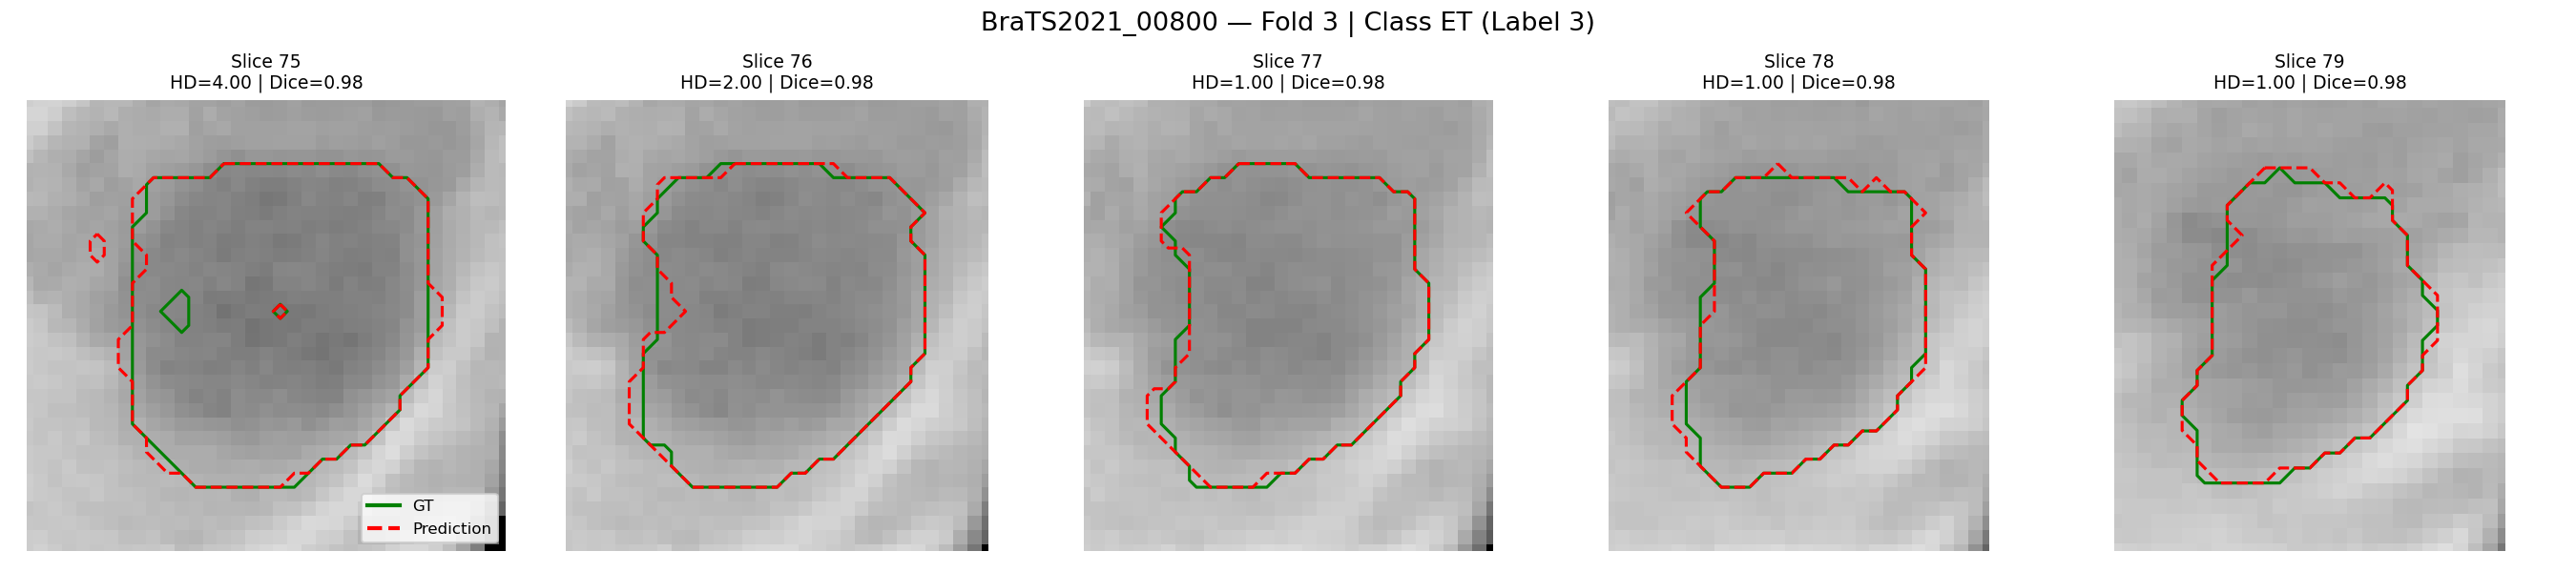 BraTS2021_00800 — Fold 3 | Class ET (Label 3)
Slice 75
HD=4.00 | Dice=0.98
Slice 76
HD=2.00 | Dice=0.98
Slice 77
HD=1.00 | Dice=0.98
Slice 78
HD=1.00 | Dice=0.98
Slice 79
HD=1.00 | Dice=0.98
GT
Prediction